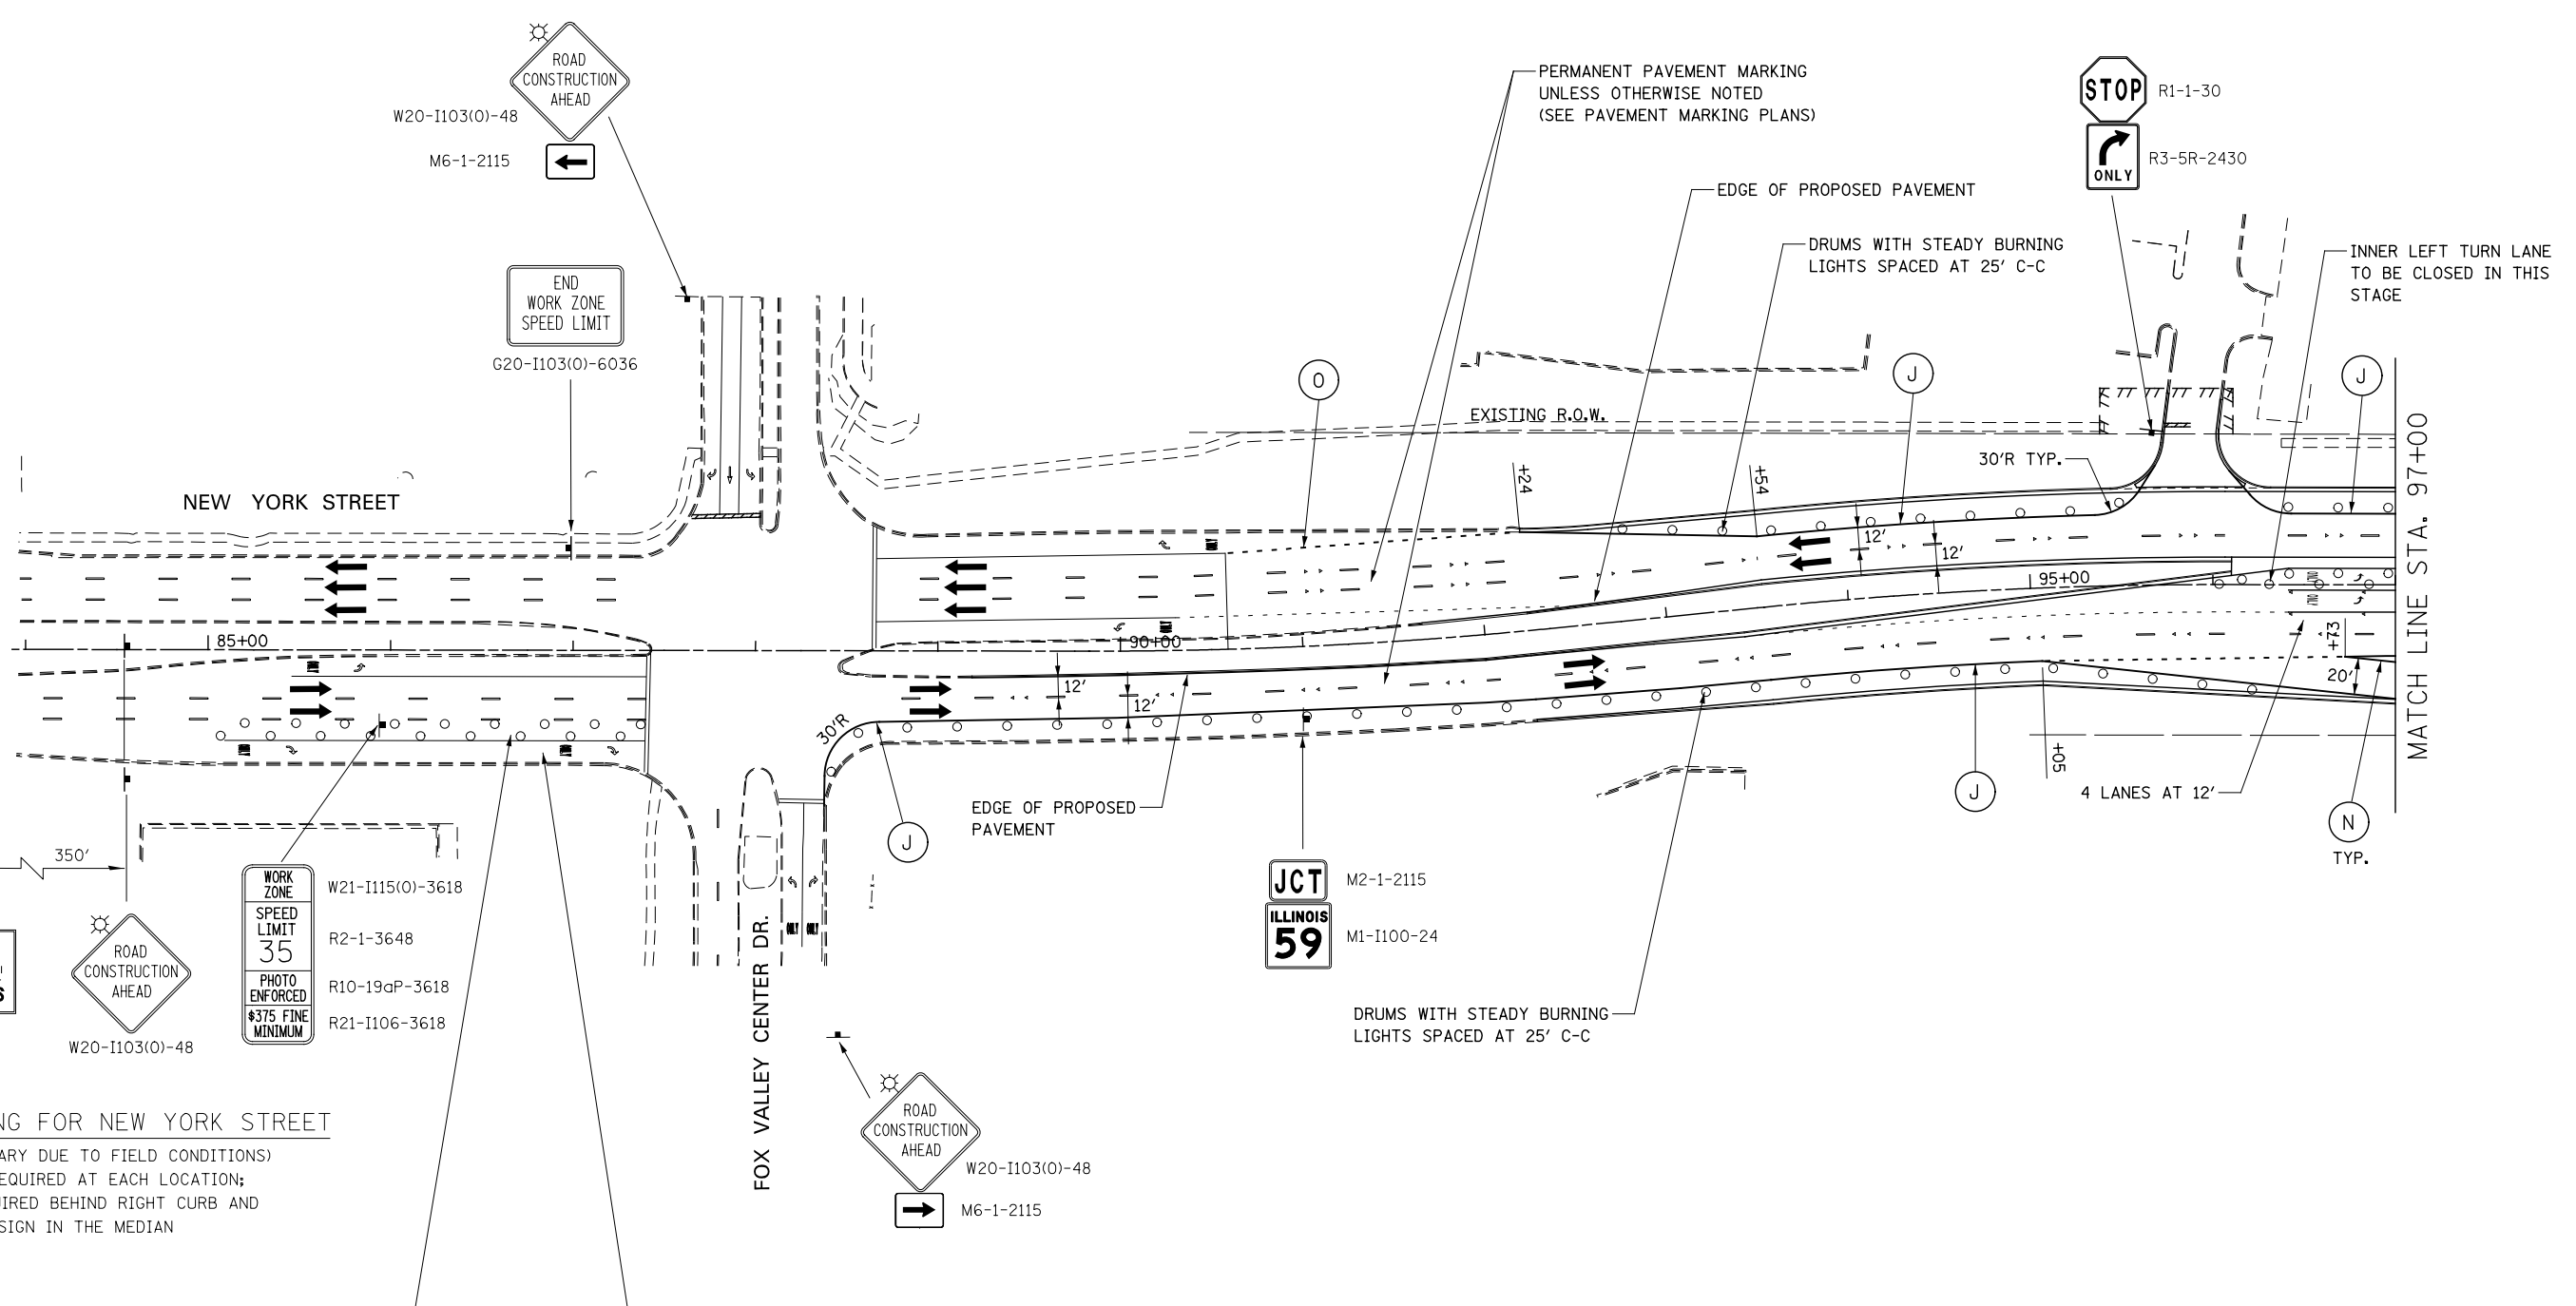 ROAD
CONSTRUCTION
AHEAD
W20-I103(O)-48
M6-1-2115
END
WORK ZONE
SPEED LIMIT
G20-I103(O)-6036
PERMANENT PAVEMENT MARKING
UNLESS OTHERWISE NOTED
(SEE PAVEMENT MARKING PLANS)
STOP
R1-1-30
ONLY
R3-5R-2430
EDGE OF PROPOSED PAVEMENT
DRUMS WITH STEADY BURNING
LIGHTS SPACED AT 25' C-C
INNER LEFT TURN LANE
TO BE CLOSED IN THIS
STAGE
O
J
J
EXISTING R.O.W.
30'R TYP.
+24
+54
NEW YORK STREET
12'
12'
95+00
MATCH LINE STA. 97+00
85+00
90+00
12'
12'
30'R
+73
20'
+05
4 LANES AT 12'
J
N
TYP.
EDGE OF PROPOSED
PAVEMENT
J
350'
WORK
ZONE
W21-I115(O)-3618
SPEED
LIMIT
35
R2-1-3648
PHOTO
ENFORCED
R10-19aP-3618
$375 FINE
MINIMUM
R21-I106-3618
ROAD
CONSTRUCTION
AHEAD
W20-I103(O)-48
FOX VALLEY CENTER DR.
JCT
M2-1-2115
ILLINOIS
59
M1-I100-24
DRUMS WITH STEADY BURNING
LIGHTS SPACED AT 25' C-C
ROAD
CONSTRUCTION
AHEAD
W20-I103(O)-48
M6-1-2115
NG FOR NEW YORK STREET
ARY DUE TO FIELD CONDITIONS)
EQUIRED AT EACH LOCATION;
UIRED BEHIND RIGHT CURB AND
SIGN IN THE MEDIAN